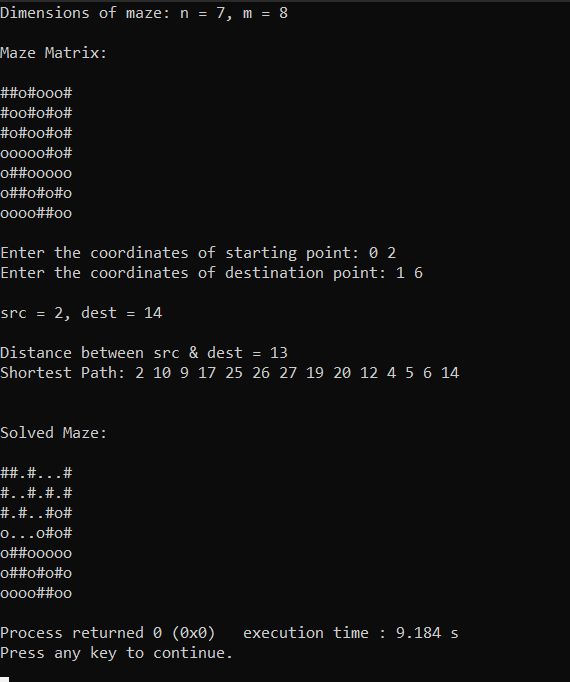 Dimensions of maze: n = 7, m = 8
Maze Matrix:
##o#ooo#
#oo#o#o#
#o#oo#o#
ooooo#o#
o##ooooo
o##o#o#o
oooo##oo
Enter the coordinates of starting point: 0 2
Enter the coordinates of destination point: 1 6
src = 2, dest = 14
Distance between src & dest = 13
Shortest Path: 2 10 9 17 25 26 27 19 20 12 4 5 6 14
Solved Maze:
##.#...#
#..#.#.#
#.#..#o#
o...o#o#
o##ooooo
o##o#o#o
oooo##oo
Process returned 0 (0x0)   execution time : 9.184 s
Press any key to continue.